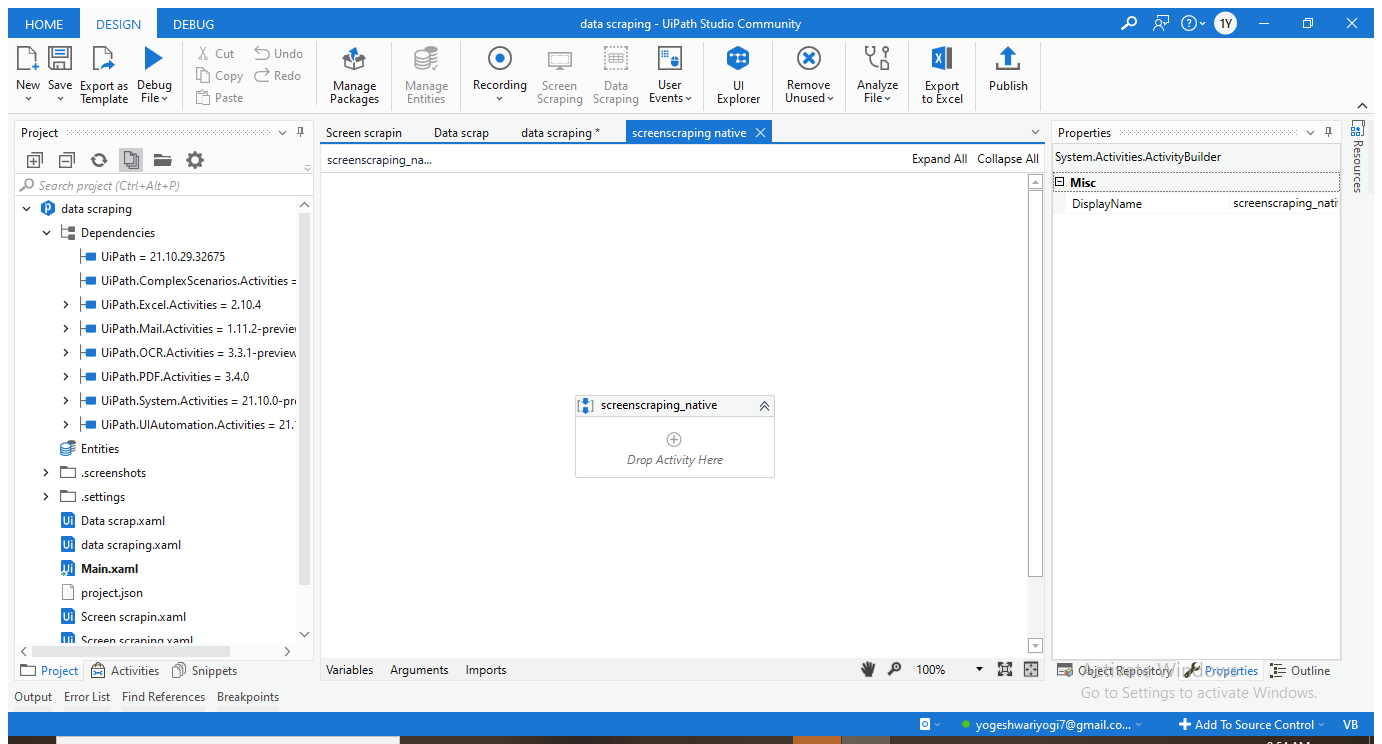 HOME DESIGN DEBUG data scraping - UiPath Studio Community 1Y
New Save Export as Template Debug File Cut Copy Paste Undo Redo Manage Packages Manage Entities Recording Screen Scraping Data Scraping User Events UI Explorer Remove Unused Analyze File Export to Excel Publish
Project
Search project (Ctrl+Alt+P)
data scraping
Dependencies
UiPath = 21.10.29.32675
UiPath.ComplexScenarios.Activities =
UiPath.Excel.Activities = 2.10.4
UiPath.Mail.Activities = 1.11.2-preview
UiPath.OCR.Activities = 3.3.1-preview
UiPath.PDF.Activities = 3.4.0
UiPath.System.Activities = 21.10.0-pre
UiPath.UIAutomation.Activities = 21.
Entities
.screenshots
.settings
Data scrap.xaml
data scraping.xaml
Main.xaml
project.json
Screen scrapin.xaml
Screen scraping.xaml
Project Activities Snippets
Screen scrapin Data scrap data scraping * screenscraping native
screenscraping_na... Expand All Collapse All
screenscraping_native
Drop Activity Here
Variables Arguments Imports 100%
Properties
System.Activities.ActivityBuilder
Misc
DisplayName screenscraping_nati
Resources
Object Repository Properties Outline
Activate Windows
Go to Settings to activate Windows.
Output Error List Find References Breakpoints
yogeshwariyogi7@gmail.co... Add To Source Control VB